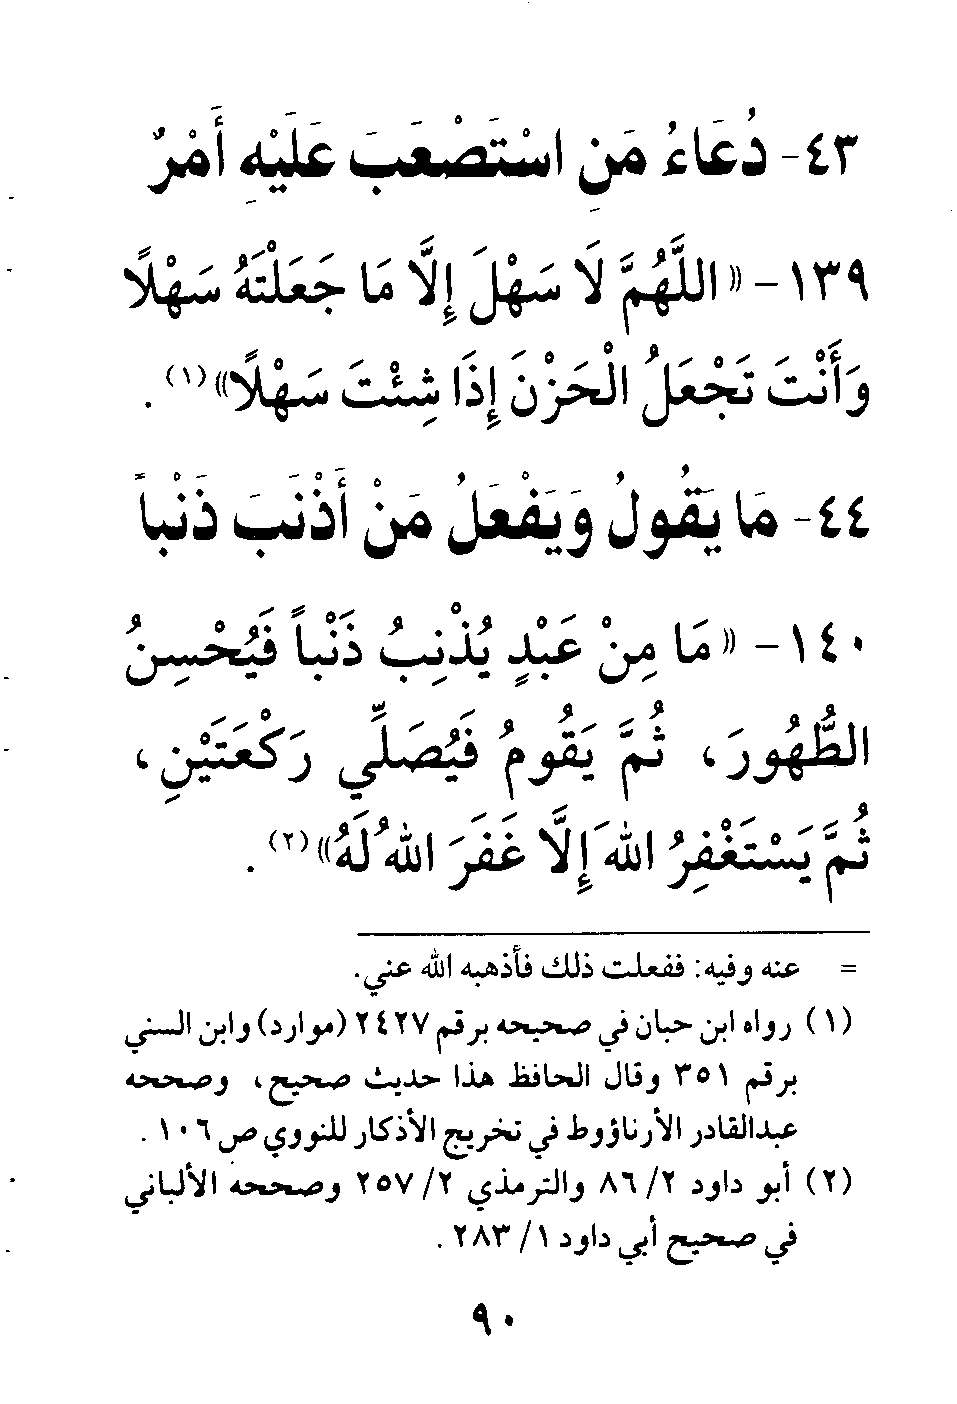 ٤٣- دُعَاءُ مَنِ اسْتَصْعَبَ عَلَيْهِ أَمْرٌ
١٣٩- «اللَّهُمَّ لَا سَهْلَ إِلَّا مَا جَعَلْتَهُ سَهْلًا
وَأَنْتَ تَجْعَلُ الْحَزْنَ إِذَا شِئْتَ سَهْلًا»(١).
٤٤- مَا يَقُولُ وَيَفْعَلُ مَنْ أَذْنَبَ ذَنْباً
١٤٠- «مَا مِنْ عَبْدٍ يُذْنِبُ ذَنْباً فَيُحْسِنُ
الطُّهُورَ، ثُمَّ يَقُومُ فَيُصَلِّي رَكْعَتَيْنِ،
ثُمَّ يَسْتَغْفِرُ اللهَ إِلَّا غَفَرَ اللهُ لَهُ»(٢).
= عنه وفيه: ففعلت ذلك فأذهبه الله عني.
(١) رواه ابن حبان في صحيحه برقم ٢٤٢٧ (موارد) وابن السني
برقم ٣٥١ وقال الحافظ هذا حديث صحيح، وصححه
عبدالقادر الأرناؤوط في تخريج الأذكار للنووي ص ١٠٦.
(٢) أبو داود ٨٦/٢ والترمذي ٢٥٧/٢ وصححه الألباني
في صحيح أبي داود ٢٨٣/١.
٩٠